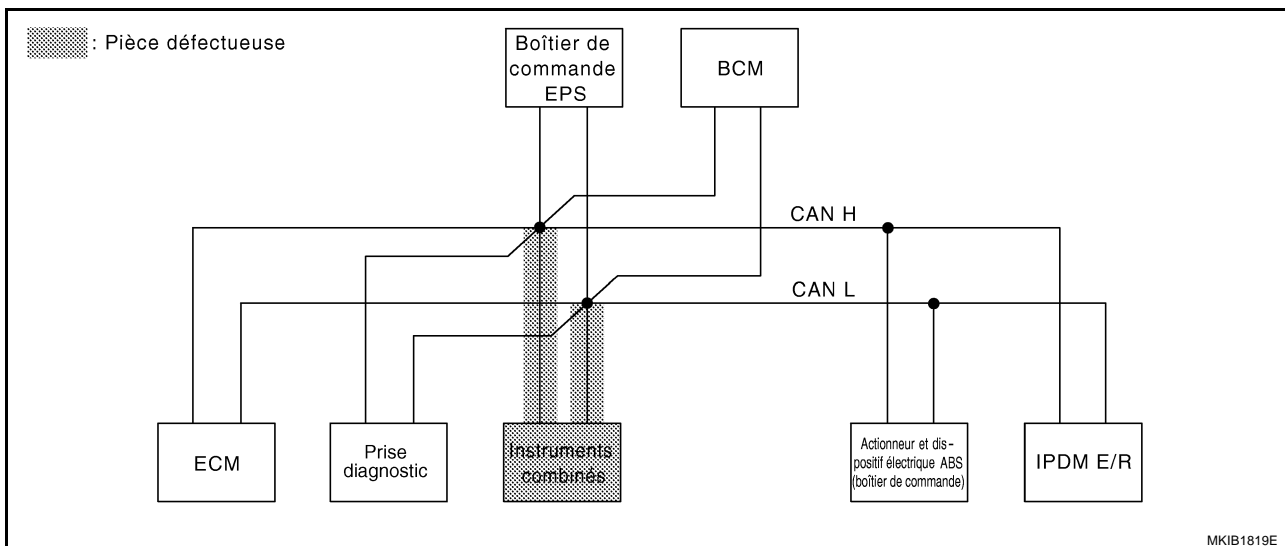 : Pièce défectueuse
Boîtier de
commande
EPS
BCM
CAN H
CAN L
ECM
Prise
diagnostic
Instruments
combinés
Actionneur et dis-
positif électrique ABS
(boîtier de commande)
IPDM E/R
MKIB1819E